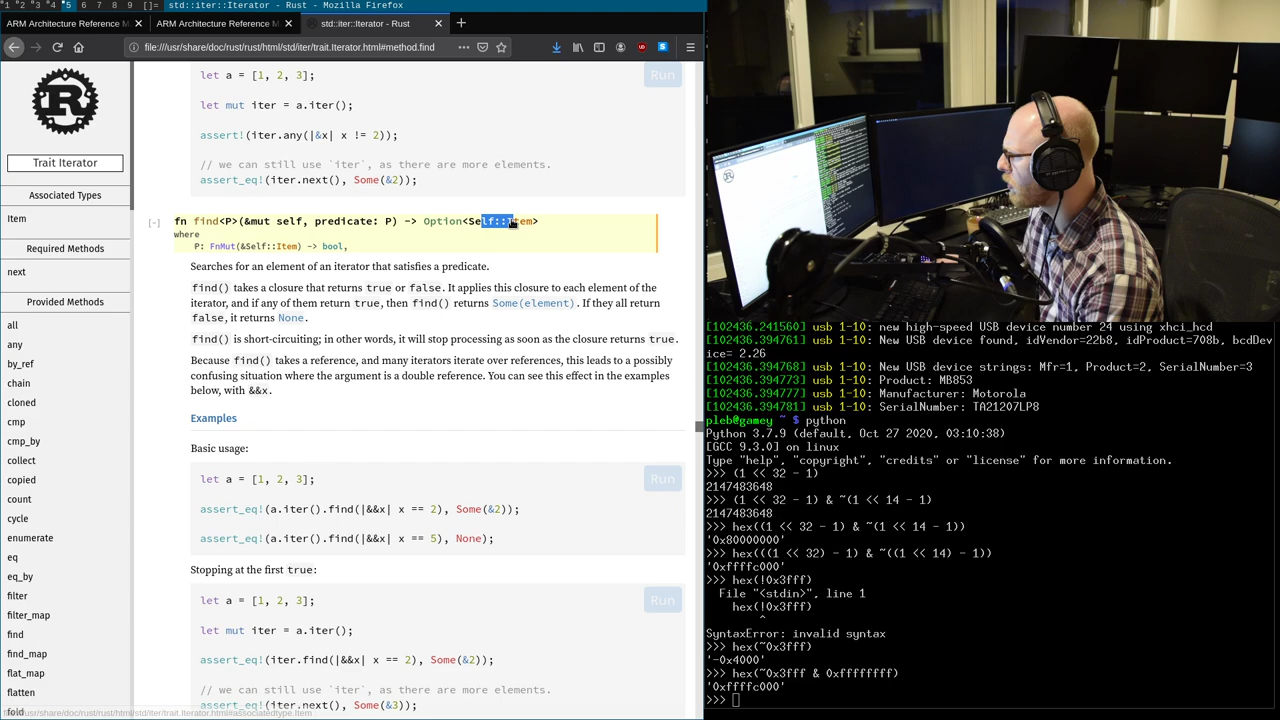 1 2 3 4 5 6 7 8 9 []= std::iter::Iterator - Rust - Mozilla Firefox
ARM Architecture Reference M
ARM Architecture Reference M
std::iter::Iterator - Rust
file:///usr/share/doc/rust/rust/html/std/iter/trait.Iterator.html#method.find
Trait Iterator
Associated Types
Item
Required Methods
next
Provided Methods
all
any
by_ref
chain
cloned
cmp
cmp_by
collect
copied
count
cycle
enumerate
eq
eq_by
filter
filter_map
find
find_map
flat_map
flatten
fold
let a = [1, 2, 3];
Run
let mut iter = a.iter();
assert!(iter.any(|&x| x != 2));
// we can still use `iter`, as there are more elements.
assert_eq!(iter.next(), Some(&2));
[-] fn find<P>(&mut self, predicate: P) -> Option<Self::Item>
where
P: FnMut(&Self::Item) -> bool,
Searches for an element of an iterator that satisfies a predicate.
find() takes a closure that returns true or false. It applies this closure to each element of the
iterator, and if any of them return true, then find() returns Some(element). If they all return
false, it returns None.
find() is short-circuiting; in other words, it will stop processing as soon as the closure returns true.
Because find() takes a reference, and many iterators iterate over references, this leads to a possibly
confusing situation where the argument is a double reference. You can see this effect in the examples
below, with &&x.
Examples
Basic usage:
let a = [1, 2, 3];
Run
assert_eq!(a.iter().find(|&&x| x == 2), Some(&2));
assert_eq!(a.iter().find(|&&x| x == 5), None);
Stopping at the first true:
let a = [1, 2, 3];
Run
let mut iter = a.iter();
assert_eq!(iter.find(|&&x| x == 2), Some(&2));
// we can still use `iter`, as there are more elements.
assert_eq!(iter.next(), Some(&3));
[102436.241560] usb 1-10: new high-speed USB device number 24 using xhci_hcd
[102436.394761] usb 1-10: New USB device found, idVendor=22b8, idProduct=708b, bcdDev
ice= 2.26
[102436.394768] usb 1-10: New USB device strings: Mfr=1, Product=2, SerialNumber=3
[102436.394773] usb 1-10: Product: MB853
[102436.394777] usb 1-10: Manufacturer: Motorola
[102436.394781] usb 1-10: SerialNumber: TA21207LP8
pleb@gamey ~ $ python
Python 3.7.9 (default, Oct 27 2020, 03:10:38)
[GCC 9.3.0] on linux
Type "help", "copyright", "credits" or "license" for more information.
>>> (1 << 32 - 1)
2147483648
>>> (1 << 32 - 1) & ~(1 << 14 - 1)
2147483648
>>> hex((1 << 32 - 1) & ~(1 << 14 - 1))
'0x80000000'
>>> hex(((1 << 32) - 1) & ~((1 << 14) - 1))
'0xffffc000'
>>> hex(!0x3fff)
File "<stdin>", line 1
hex(!0x3fff)
^
SyntaxError: invalid syntax
>>> hex(~0x3fff)
'-0x4000'
>>> hex(~0x3fff & 0xffffffff)
'0xffffc000'
>>>